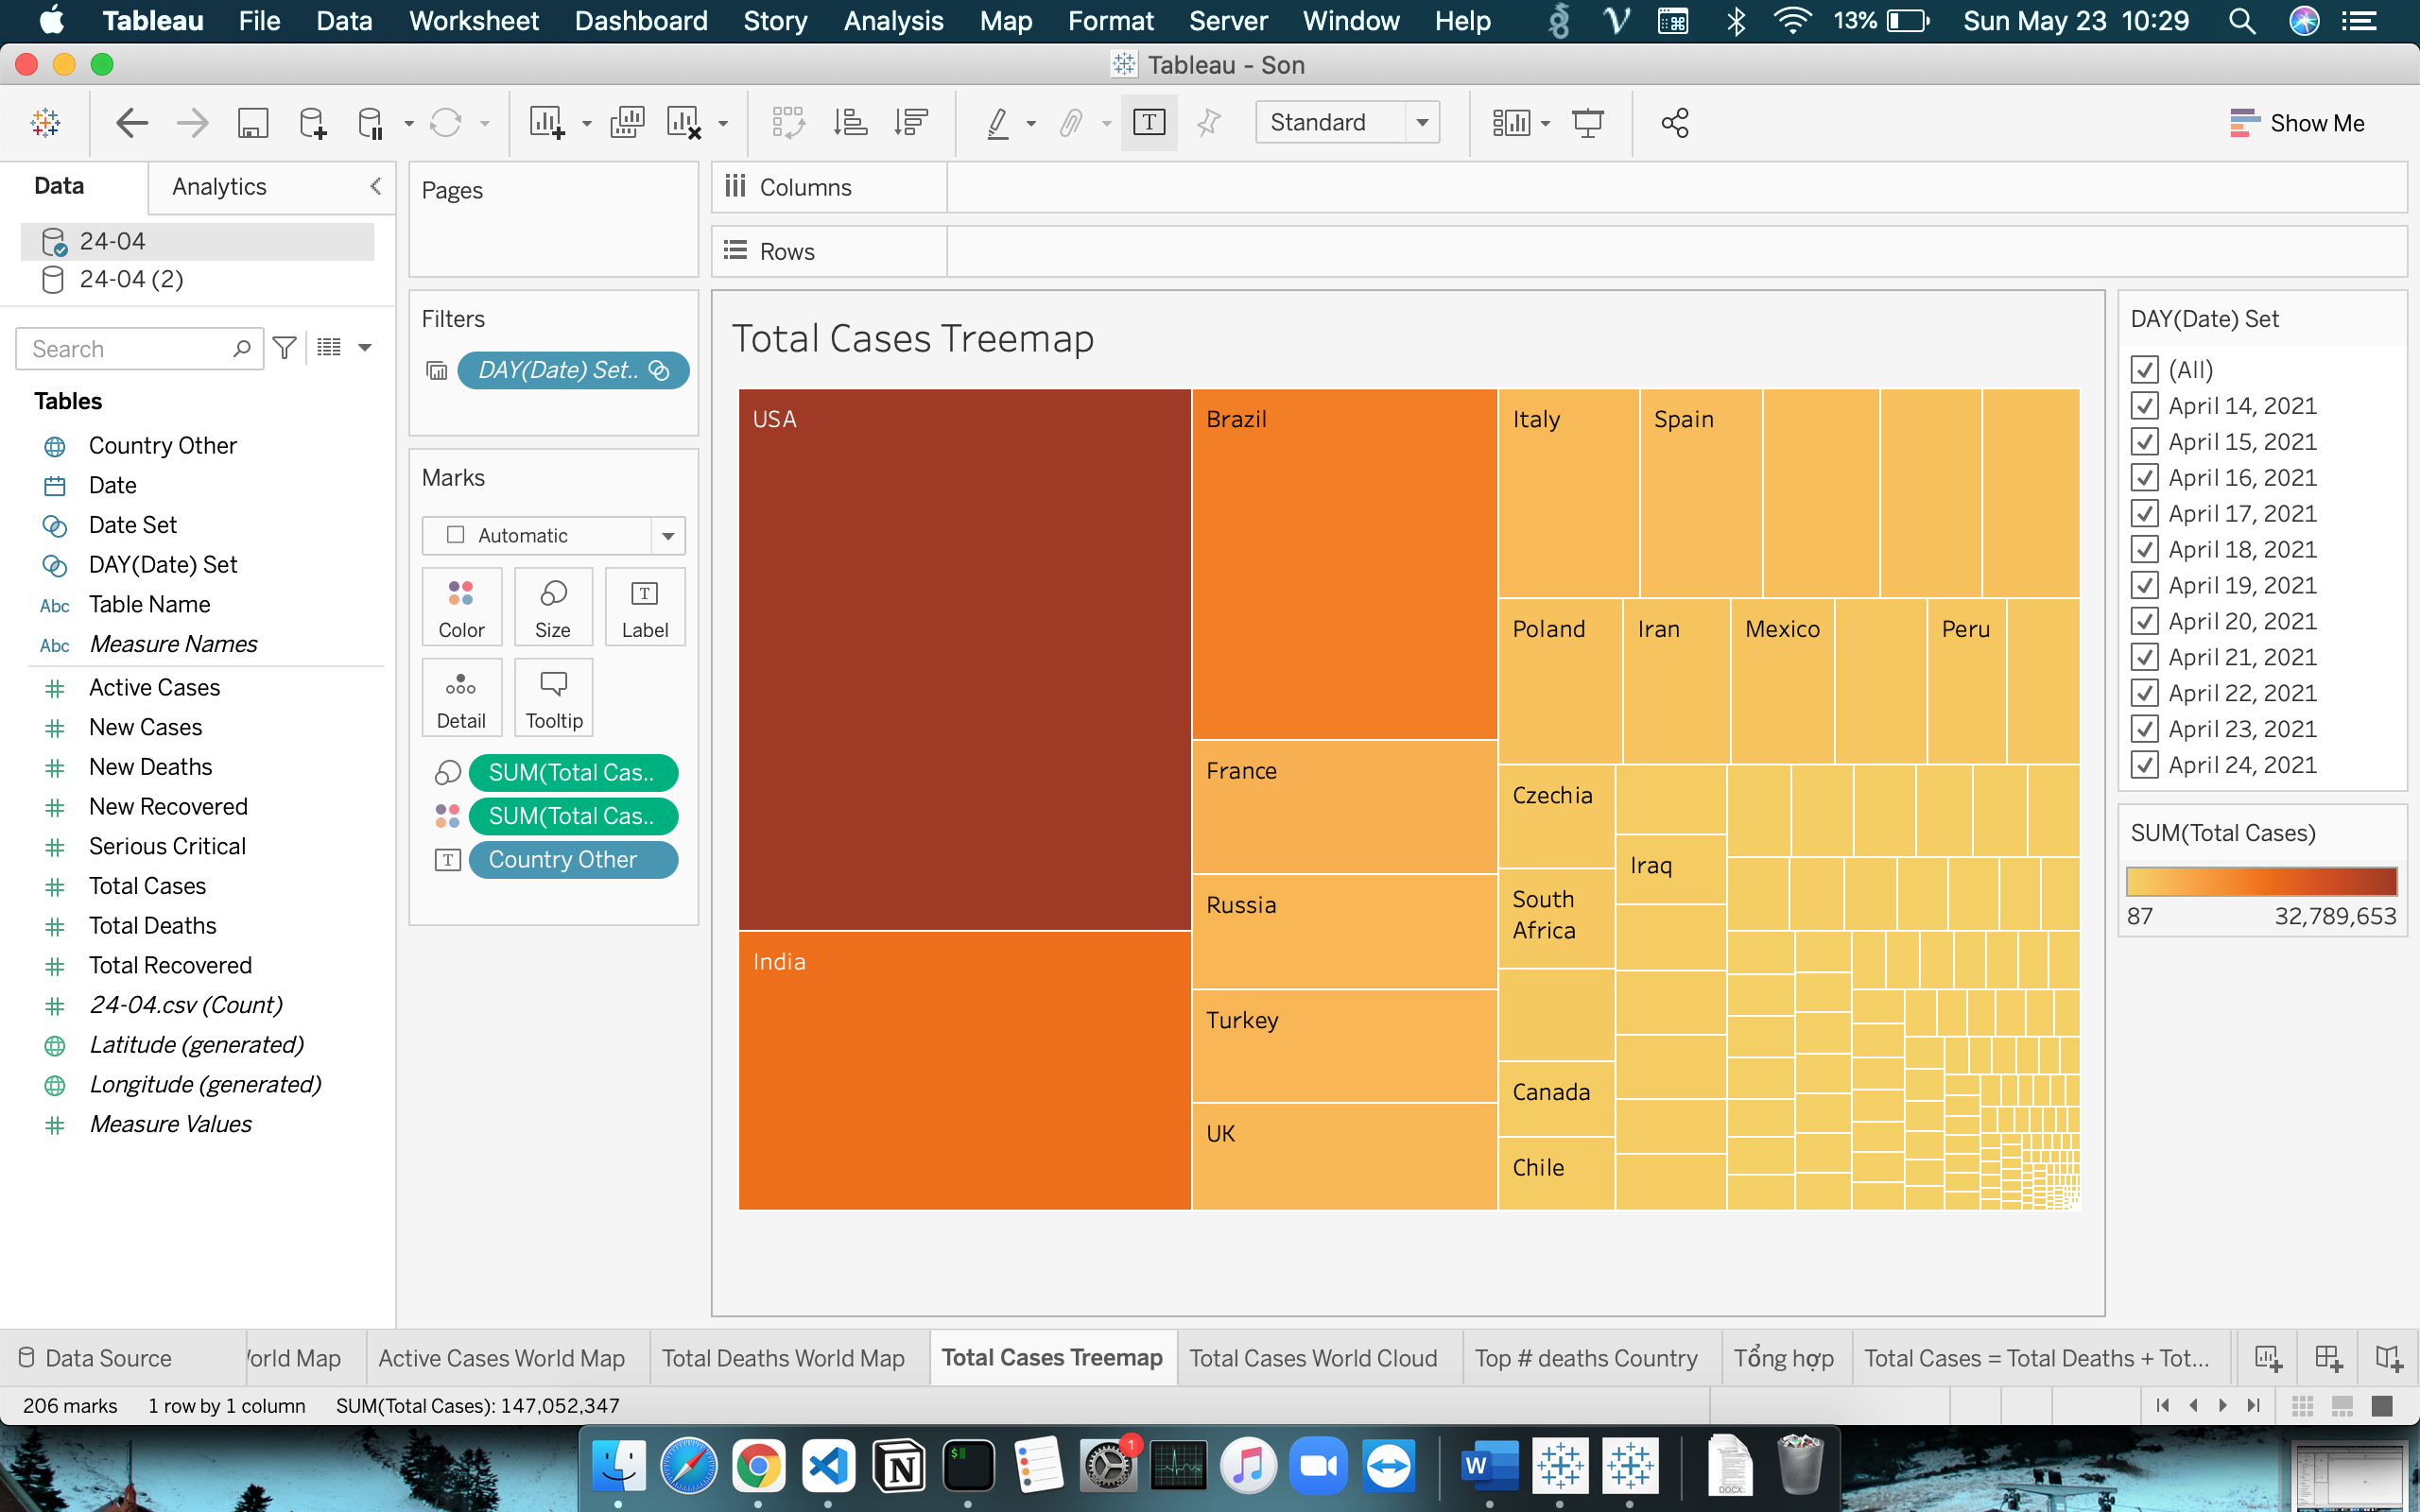 Tableau File Data Worksheet Dashboard Story Analysis Map Format Server Window Help 13% Sun May 23 10:29
Tableau - Son
Standard
Show Me
Data
Analytics
24-04
24-04 (2)
Search
Tables
Country Other
Date
Date Set
DAY(Date) Set
Abc Table Name
Abc Measure Names
Active Cases
New Cases
New Deaths
New Recovered
Serious Critical
Total Cases
Total Deaths
Total Recovered
24-04.csv (Count)
Latitude (generated)
Longitude (generated)
Measure Values
Pages
Filters
DAY(Date) Set..
Marks
Automatic
Color
Size
T
Label
Detail
Tooltip
SUM(Total Cas..
SUM(Total Cas..
T Country Other
Columns
Rows
Total Cases Treemap
USA
India
Brazil
France
Russia
Turkey
UK
Italy
Spain
Poland
Iran
Mexico
Peru
Czechia
Iraq
South
Africa
Canada
Chile
DAY(Date) Set
(All)
April 14, 2021
April 15, 2021
April 16, 2021
April 17, 2021
April 18, 2021
April 19, 2021
April 20, 2021
April 21, 2021
April 22, 2021
April 23, 2021
April 24, 2021
SUM(Total Cases)
87 32,789,653
Data Source
orld Map
Active Cases World Map
Total Deaths World Map
Total Cases Treemap
Total Cases World Cloud
Top # deaths Country
Tổng hợp
Total Cases = Total Deaths + Tot...
206 marks 1 row by 1 column SUM(Total Cases): 147,052,347
1
W
DOCX